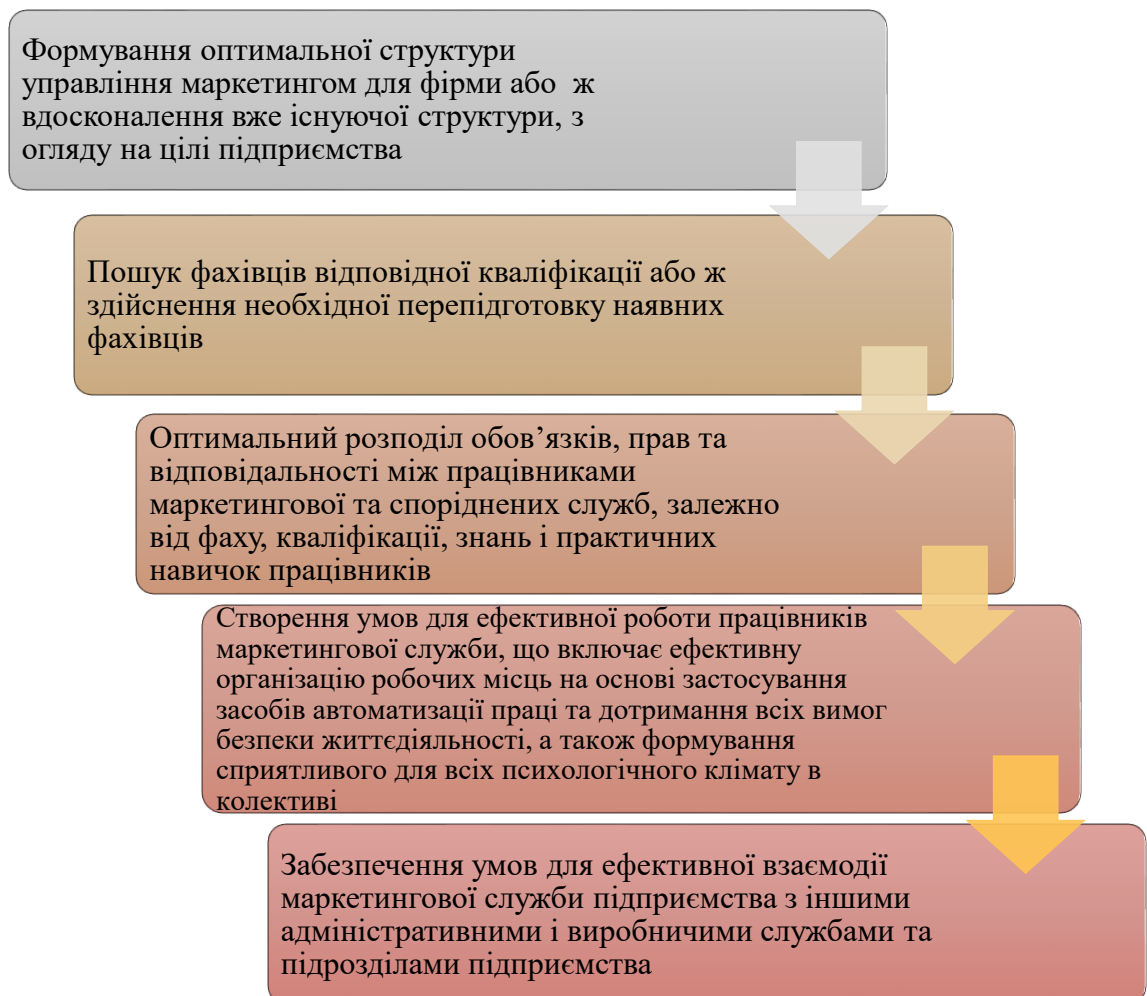 Формування оптимальної структури
управління маркетингом для фірми або ж
вдосконалення вже існуючої структури, з
огляду на цілі підприємства
Пошук фахівців відповідної кваліфікації або ж
здійснення необхідної перепідготовку наявних
фахівців
Оптимальний розподіл обов’язків, прав та
відповідальності між працівниками
маркетингової та споріднених служб, залежно
від фаху, кваліфікації, знань і практичних
навичок працівників
Створення умов для ефективної роботи працівників
маркетингової служби, що включає ефективну
організацію робочих місць на основі застосування
засобів автоматизації праці та дотримання всіх вимог
безпеки життєдіяльності, а також формування
сприятливого для всіх психологічного клімату в
колективі
Забезпечення умов для ефективної взаємодії
маркетингової служби підприємства з іншими
адміністративними і виробничими службами та
підрозділами підприємства